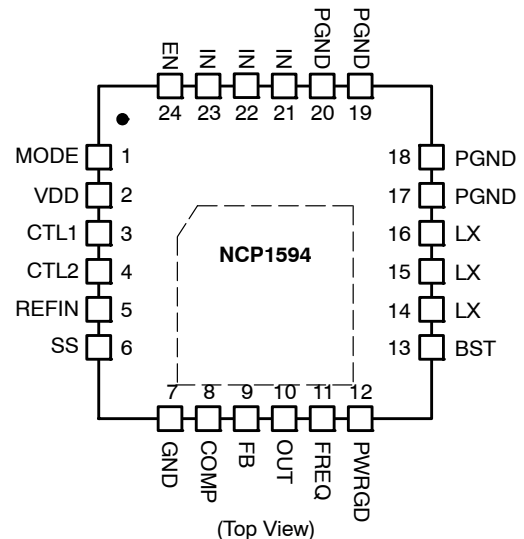 EN IN IN IN PGND PGND
24 23 22 21 20 19
MODE 1
VDD 2
CTL1 3
CTL2 4
REFIN 5
SS 6
NCP1594
18 PGND
17 PGND
16 LX
15 LX
14 LX
13 BST
7 8 9 10 11 12
GND COMP FB OUT FREQ PWRGD
(Top View)